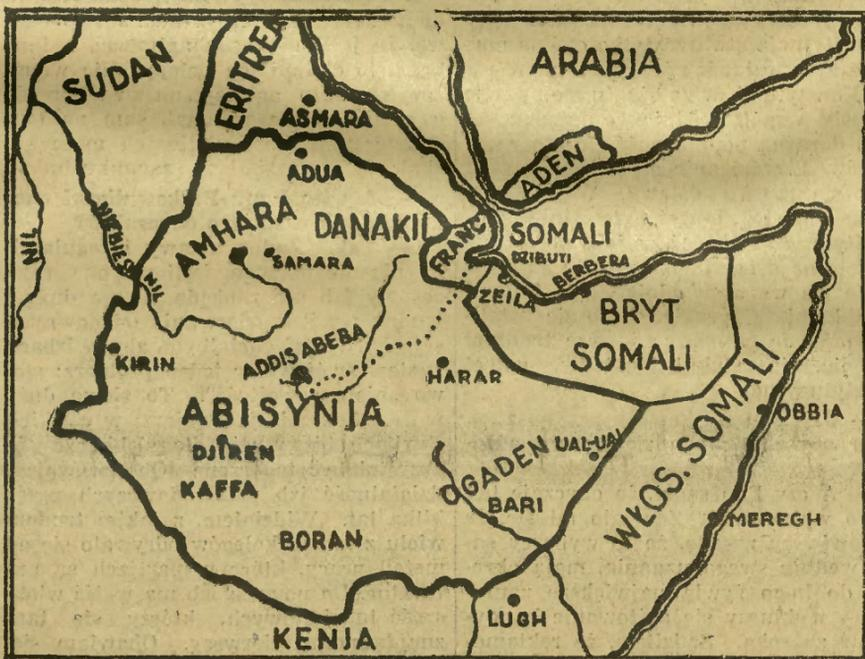 SUDAN
ERITREA
ARABJA
ASMARA
ADUA
ADEN
NIL
AMHARA
DANAKIL
FRANC
SOMALI
DZIBUTI
BERBERA
ZEILA
SAMARA
BRYT
SOMALI
KIRIN
ADDIS ABEBA
HARAR
ABISYNJA
WŁOS. SOMALI
OBBIA
DJIREN
KAFFA
OGADEN
UAL-UAL
BARI
MEREGH
BORAN
LUGH
KENJA